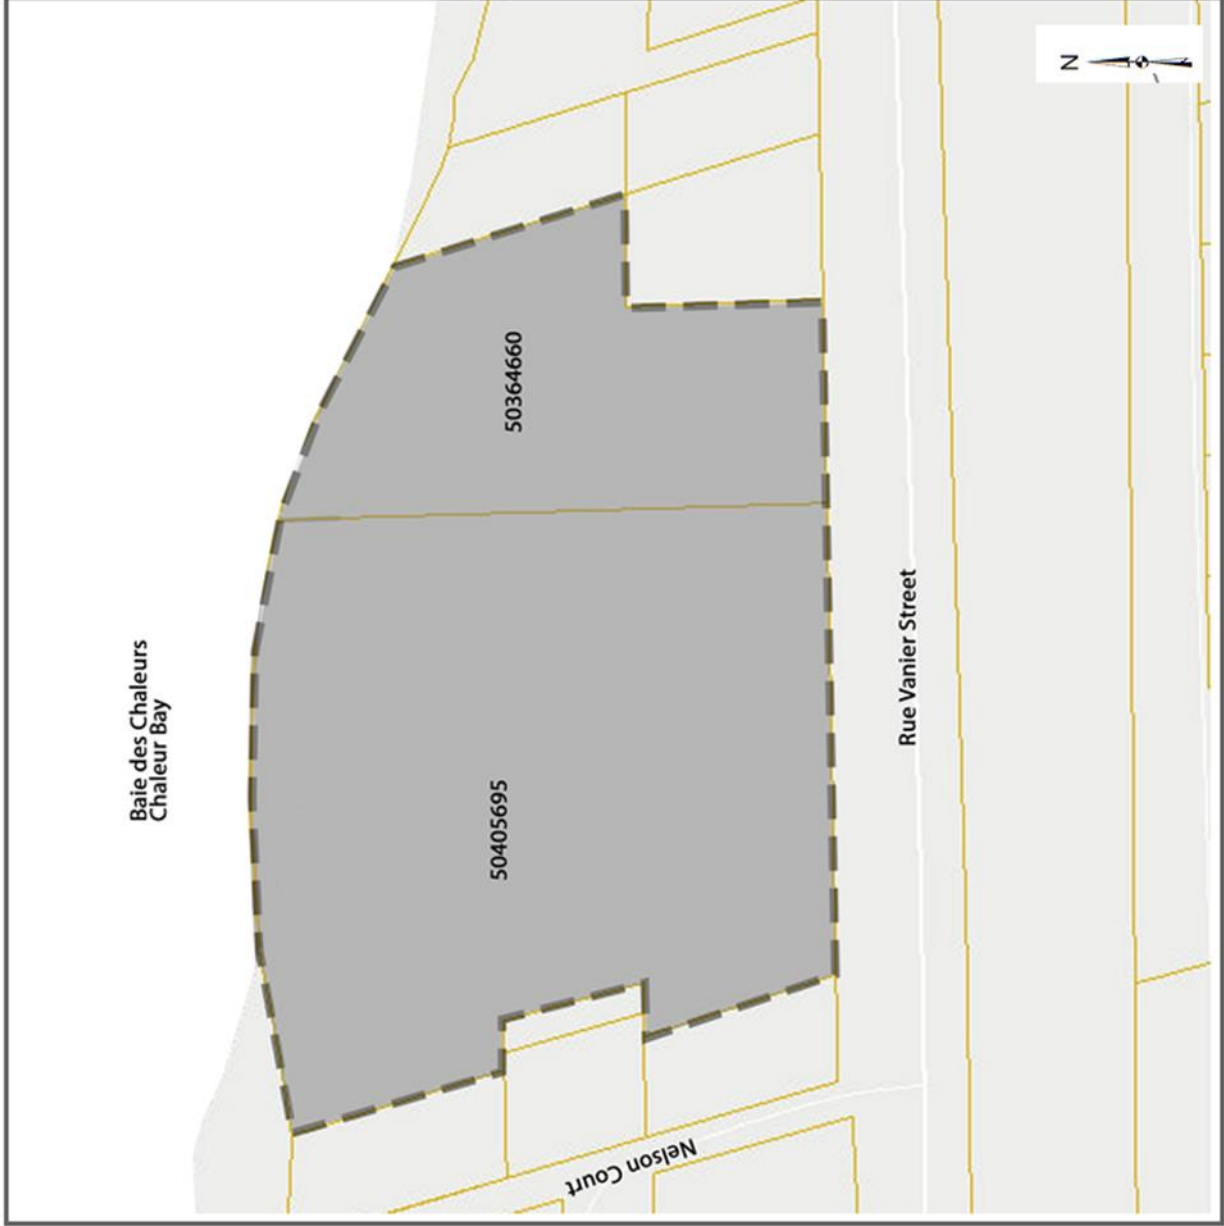 Baie des Chaleurs
Chaleur Bay
50364660
50405695
Rue Vanier Street
Nelson Court
N